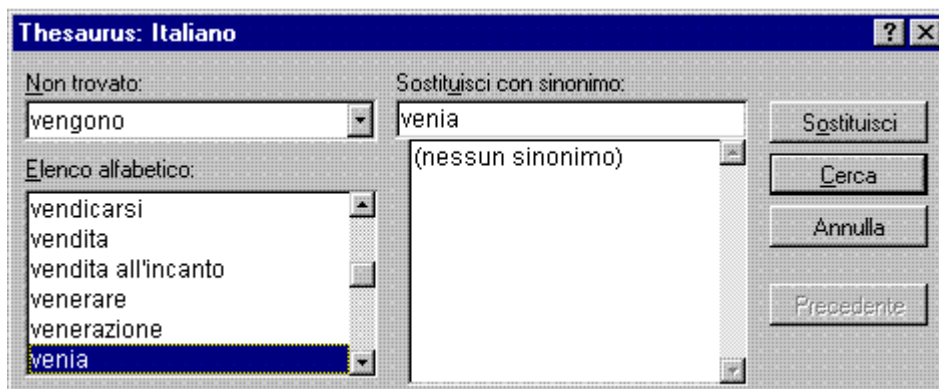 Thesaurus: Italiano
Non trovato:
vengono
Elenco alfabetico:
vendicarsi
vendita
vendita all'incanto
venerare
venerazione
venia
Sostituisci con sinonimo:
venia
(nessun sinonimo)
Sostituisci
Cerca
Annulla
Precedente